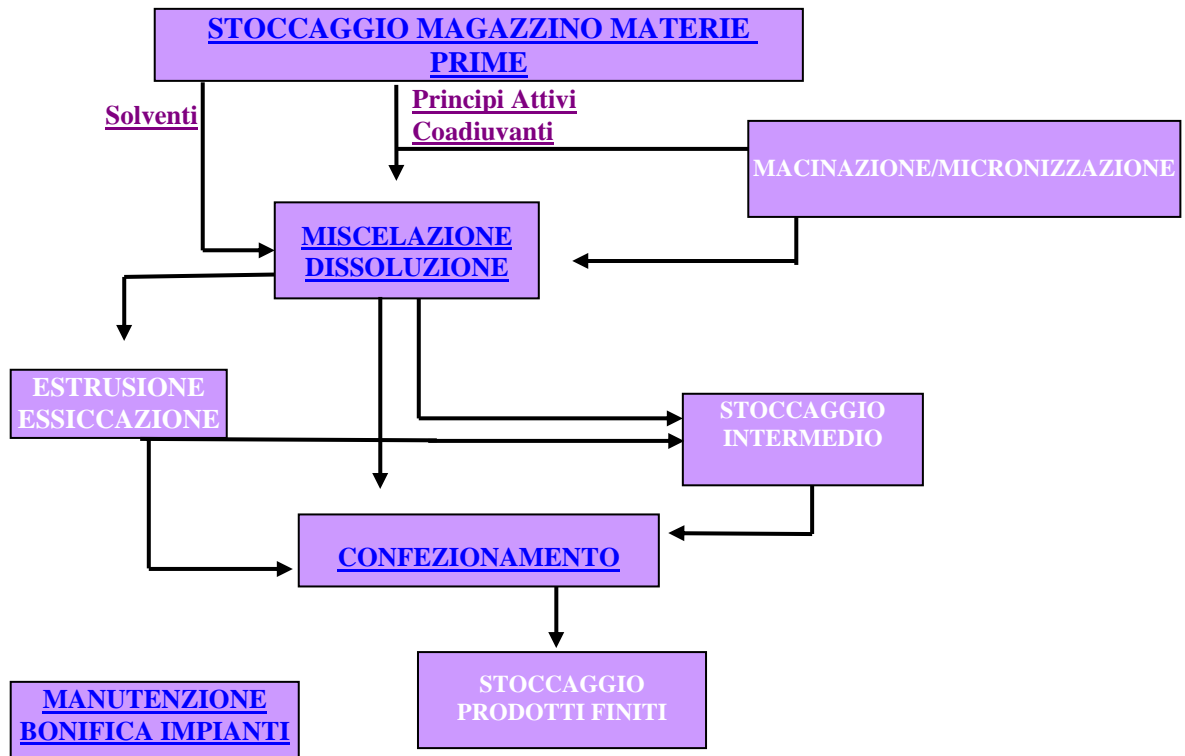 STOCCAGGIO MAGAZZINO MATERIE
PRIME
Solventi
Principi Attivi
Coadiuvanti
MACINAZIONE/MICRONIZZAZIONE
MISCELAZIONE
DISSOLUZIONE
ESTRUSIONE
ESSICCAZIONE
STOCCAGGIO
INTERMEDIO
CONFEZIONAMENTO
STOCCAGGIO
PRODOTTI FINITI
MANUTENZIONE
BONIFICA IMPIANTI